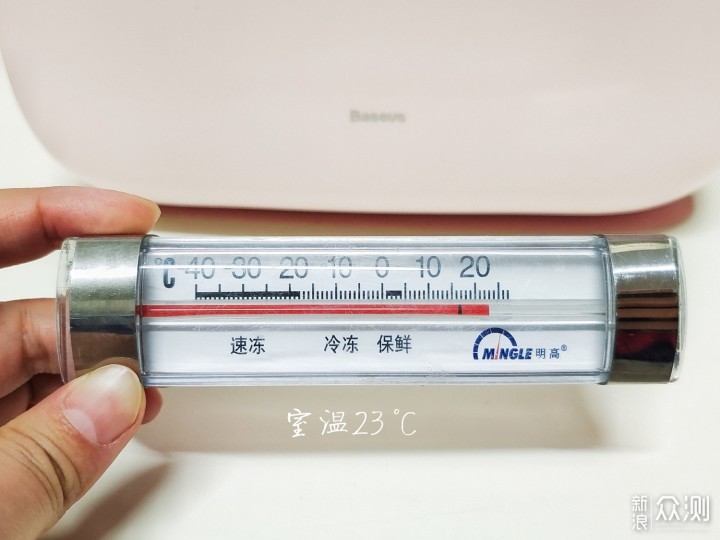 Baseus
℃ -40 -30 -20 -10 0 10 20
速冻 冷冻 保鲜
MINGLE 明高®
室温23℃
新浪 众测